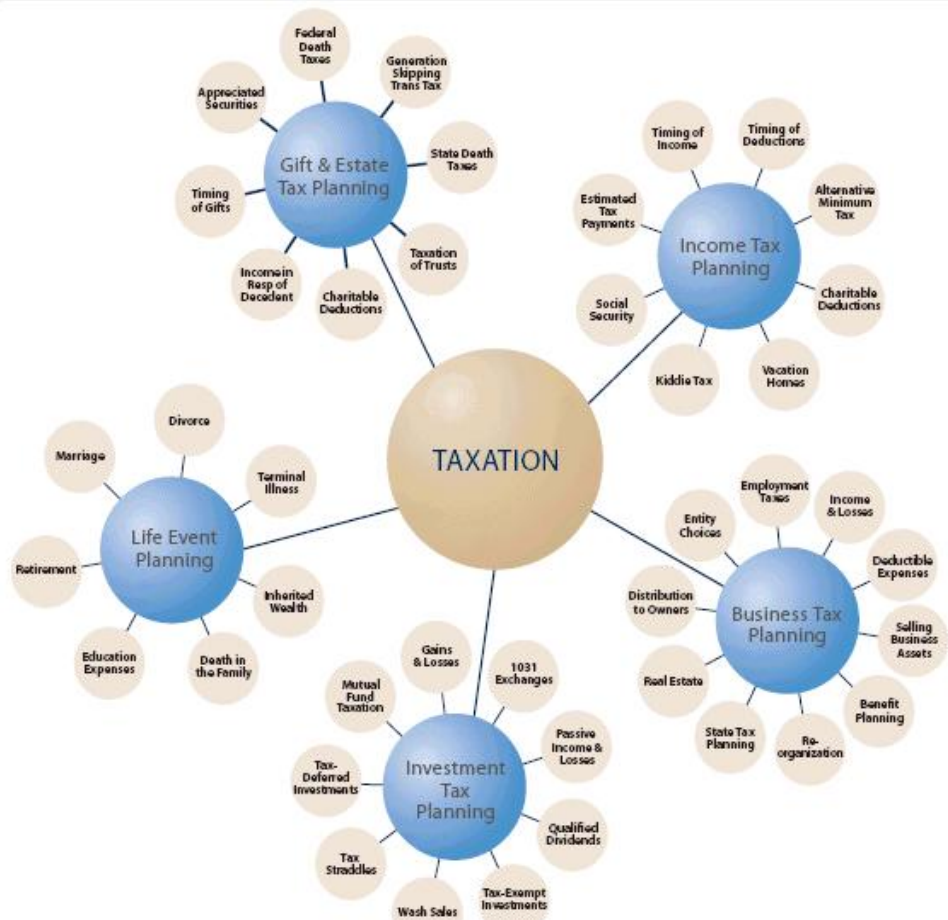 TAXATION
Gift & Estate
Tax Planning
Federal
Death
Taxes
Generation
Skipping
Trans Tax
State Death
Taxes
Taxation
of Trusts
Charitable
Deductions
Income in
Resp of
Decedent
Timing
of Gifts
Appreciated
Securities
Income Tax
Planning
Timing of
Income
Timing of
Deductions
Alternative
Minimum
Tax
Charitable
Deductions
Vacation
Homes
Kiddie Tax
Social
Security
Estimated
Tax
Payments
Business Tax
Planning
Employment
Taxes
Income
& Losses
Deductible
Expenses
Selling
Business
Assets
Benefit
Planning
Re-
organization
State Tax
Planning
Real Estate
Distribution
to Owners
Entity
Choices
Investment
Tax
Planning
Gains
& Losses
1031
Exchanges
Passive
Income &
Losses
Qualified
Dividends
Tax-Exempt
Investments
Wash Sales
Tax
Straddles
Tax-
Deferred
Investments
Mutual
Fund
Taxation
Life Event
Planning
Divorce
Terminal
Illness
Inherited
Wealth
Death in
the Family
Education
Expenses
Retirement
Marriage